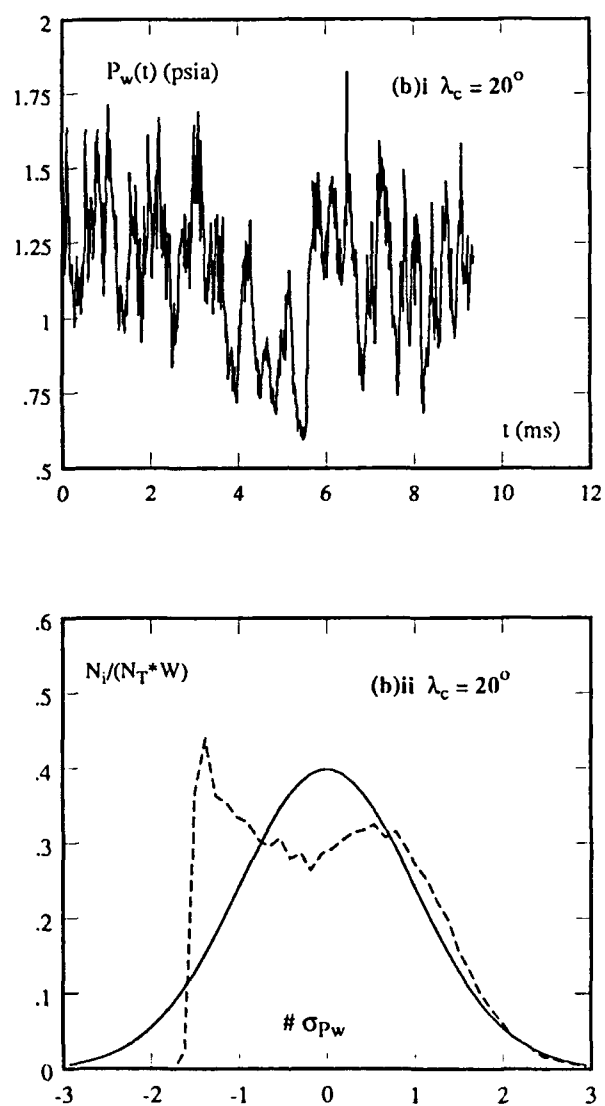 2
P_w(t) (psia)
(b)i λ_c = 20°
1.75
1.5
1.25
1
.75
t (ms)
.5
0 2 4 6 8 10 12
.6
N_i/(N_T*W)
(b)ii λ_c = 20°
.5
.4
.3
.2
.1
# σ_Pw
0
-3 -2 -1 0 1 2 3